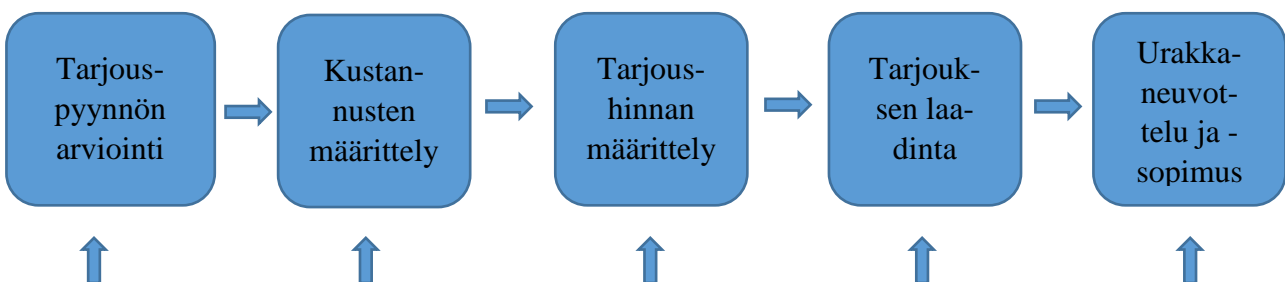 Tarjous-
pyynnön
arviointi
Kustan-
nusten
määrittely
Tarjous-
hinnan
määrittely
Tarjouk-
sen laa-
dinta
Urakka-
neuvot-
telu ja -
sopimus